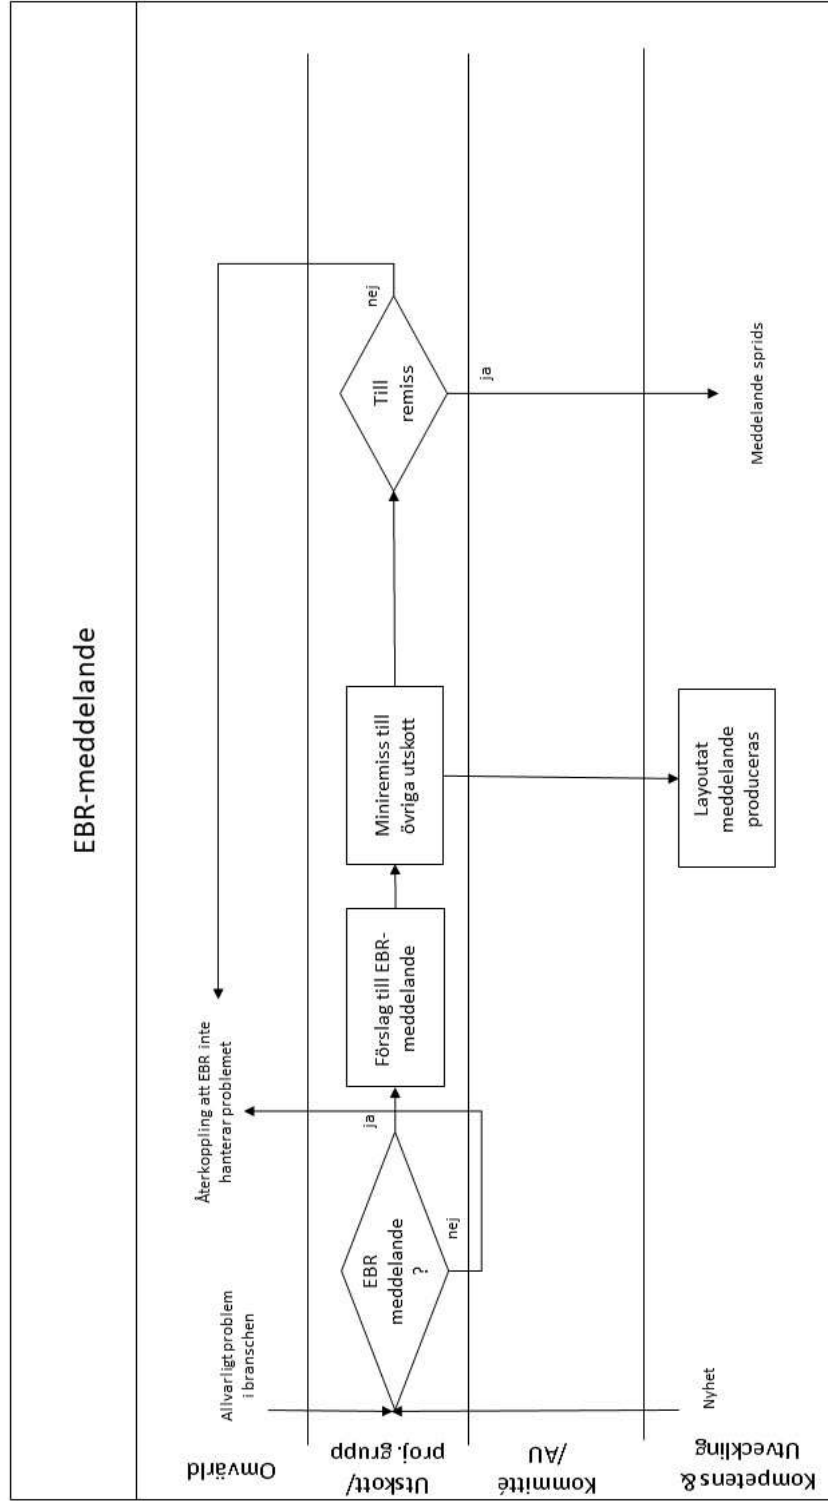 EBR-meddelande
Omvärld
Utskott/
proj.grupp
Kommitté
/AU
Kompetens &
Utveckling
Allvarligt problem
i branschen
Nyhet
EBR
meddelande
?
ja
nej
Återkoppling att EBR inte
hanterar problemet
Förslag till EBR-
meddelande
Miniremiss till
övriga utskott
Layoutat
meddelande
produceras
Till
remiss
nej
ja
Meddelande sprids